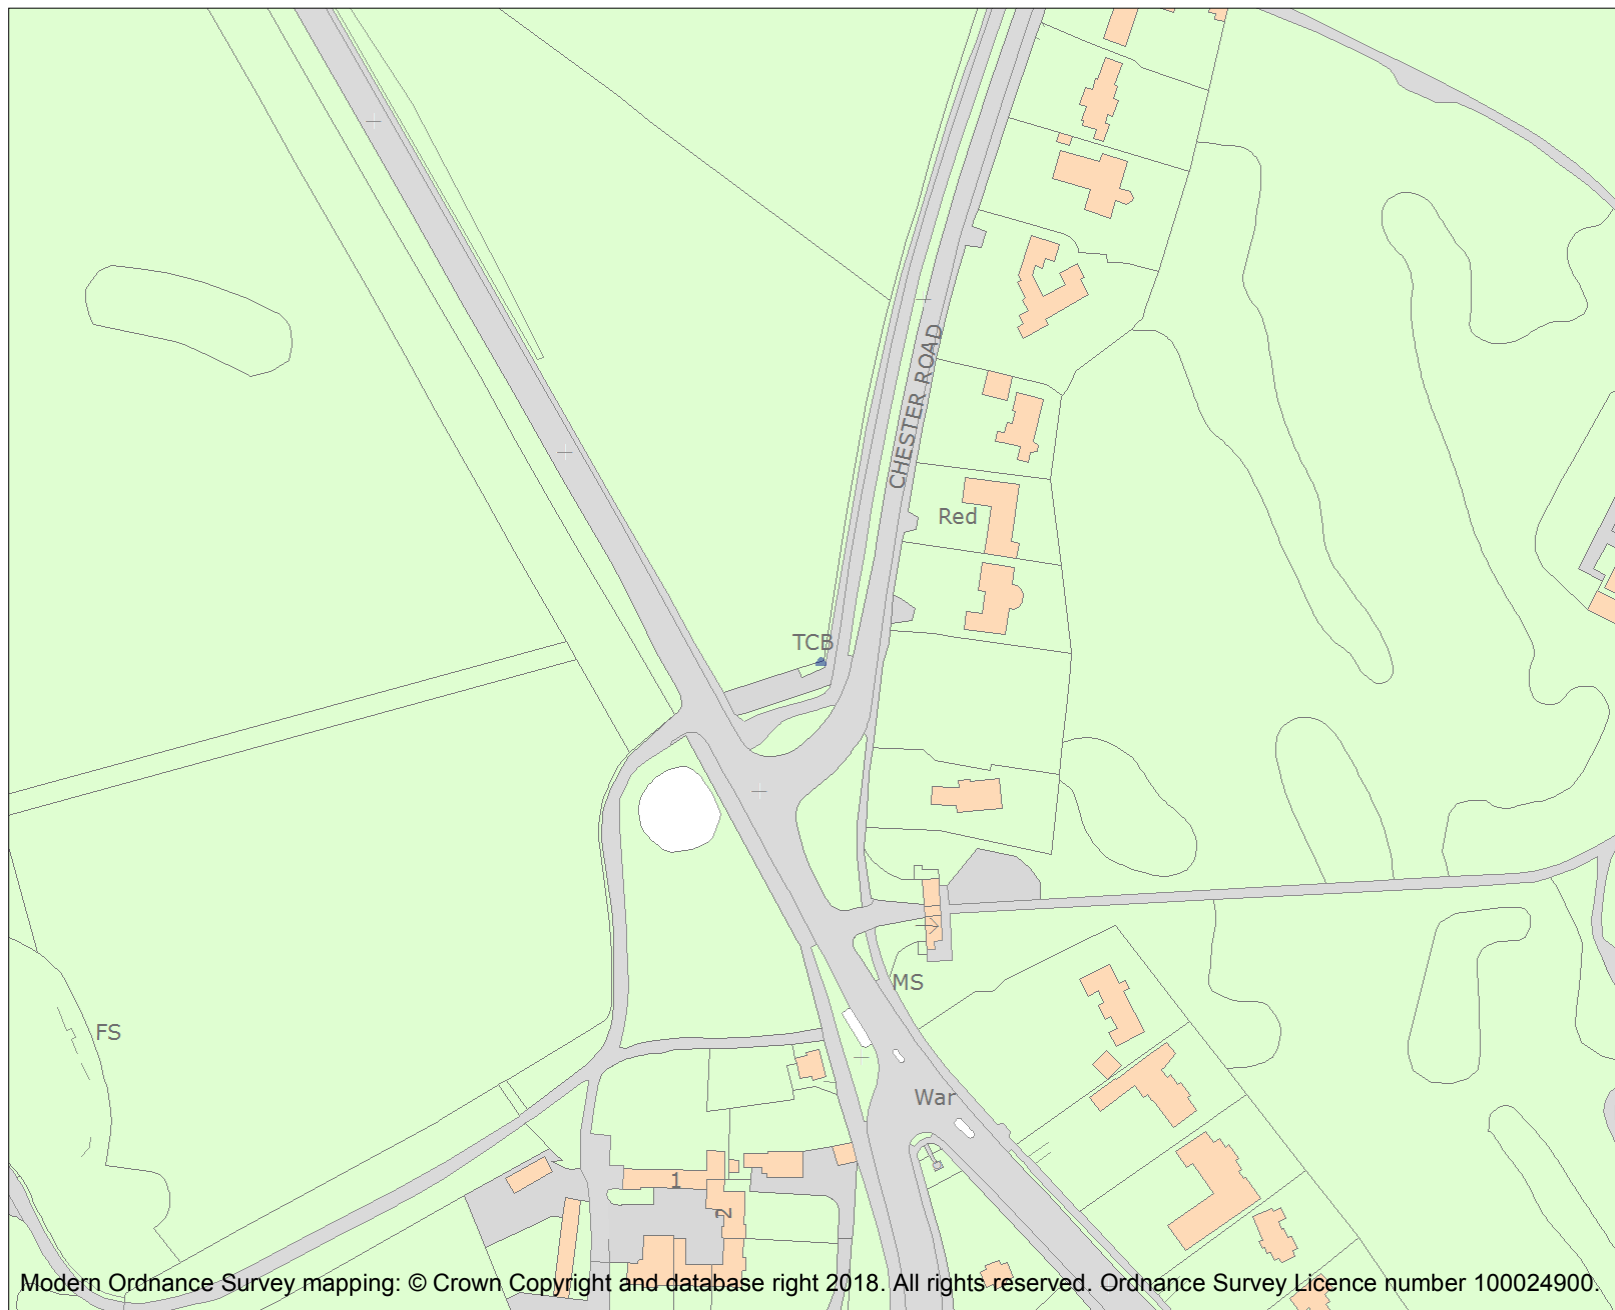 CHESTER ROAD
Red
TCB
MS
FS
War
1
2
Modern Ordnance Survey mapping: © Crown Copyright and database right 2018. All rights reserved. Ordnance Survey Licence number 100024900.